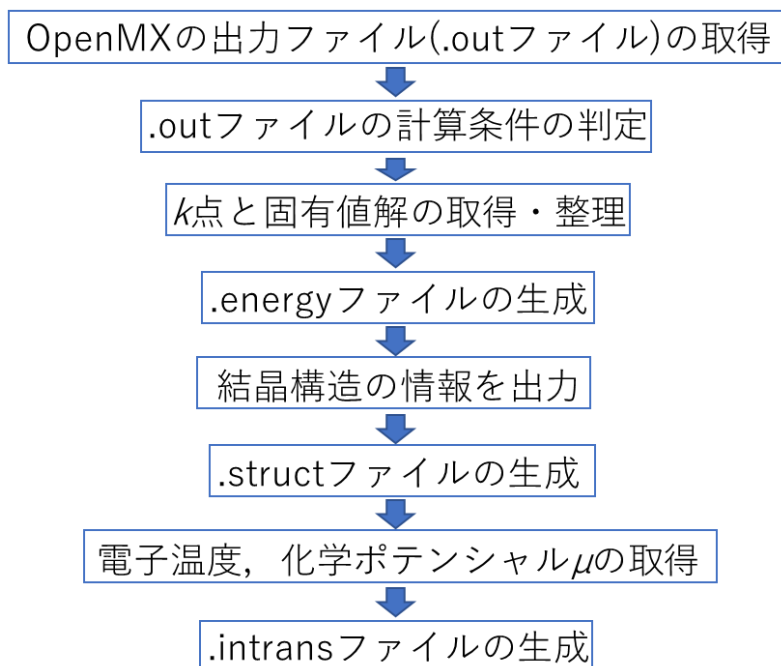 OpenMXの出力ファイル(.outファイル)の取得
.outファイルの計算条件の判定
k点と固有値解の取得・整理
.energyファイルの生成
結晶構造の情報を出力
.structファイルの生成
電子温度，化学ポテンシャルμの取得
.intransファイルの生成